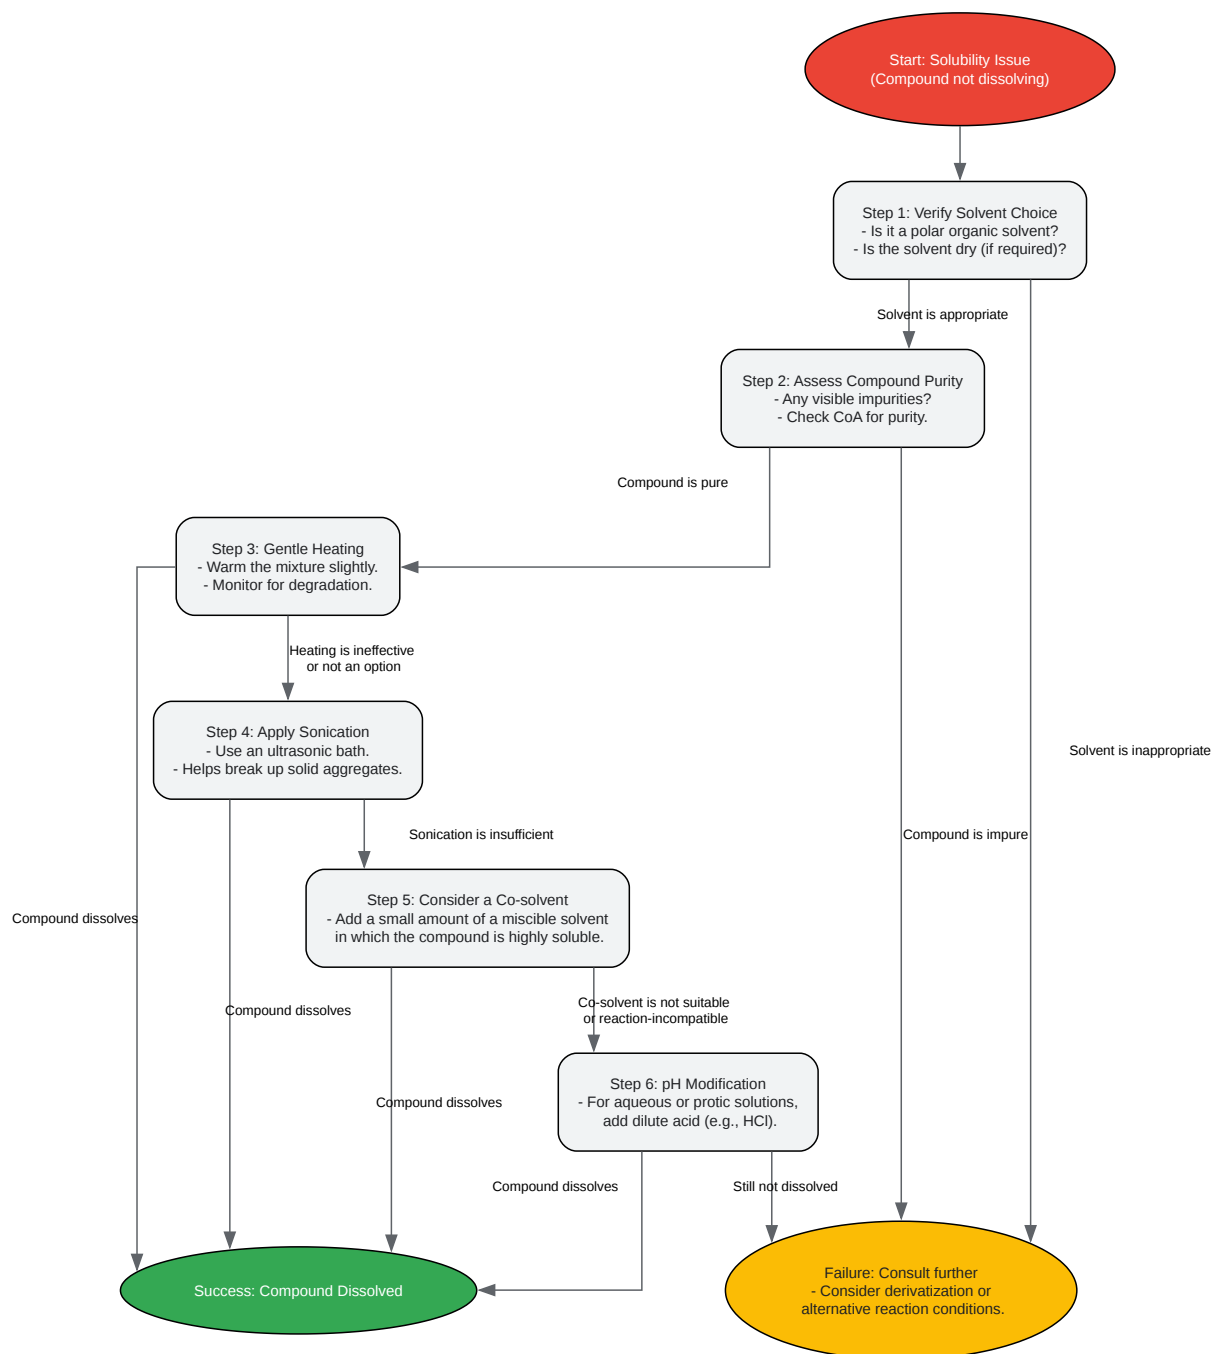 Start: Solubility Issue
(Compound not dissolving)
Step 1: Verify Solvent Choice
- Is it a polar organic solvent?
- Is the solvent dry (if required)?
Solvent is appropriate
Step 2: Assess Compound Purity
- Any visible impurities?
- Check CoA for purity.
Compound is pure
Step 3: Gentle Heating
- Warm the mixture slightly.
- Monitor for degradation.
Heating is ineffective
or not an option
Step 4: Apply Sonication
- Use an ultrasonic bath.
- Helps break up solid aggregates.
Solvent is inappropriate
Sonication is insufficient
Compound is impure
Step 5: Consider a Co-solvent
- Add a small amount of a miscible solvent
in which the compound is highly soluble.
Compound dissolves
Compound dissolves
Co-solvent is not suitable
or reaction-incompatible
Step 6: pH Modification
- For aqueous or protic solutions,
add dilute acid (e.g., HCl).
Compound dissolves
Compound dissolves
Still not dissolved
Success: Compound Dissolved
Failure: Consult further
- Consider derivatization or
alternative reaction conditions.